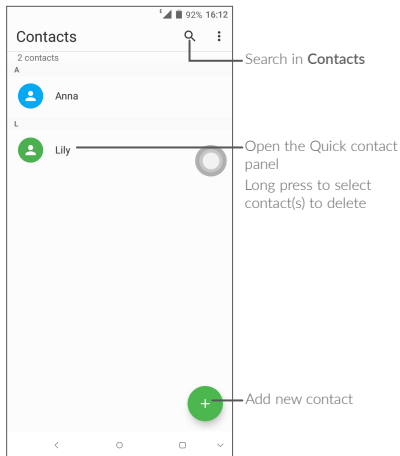 E 92% 16:12
Contacts
Search in Contacts
2 contacts
A
Anna
L
Lily
Open the Quick contact
panel
Long press to select
contact(s) to delete
Add new contact